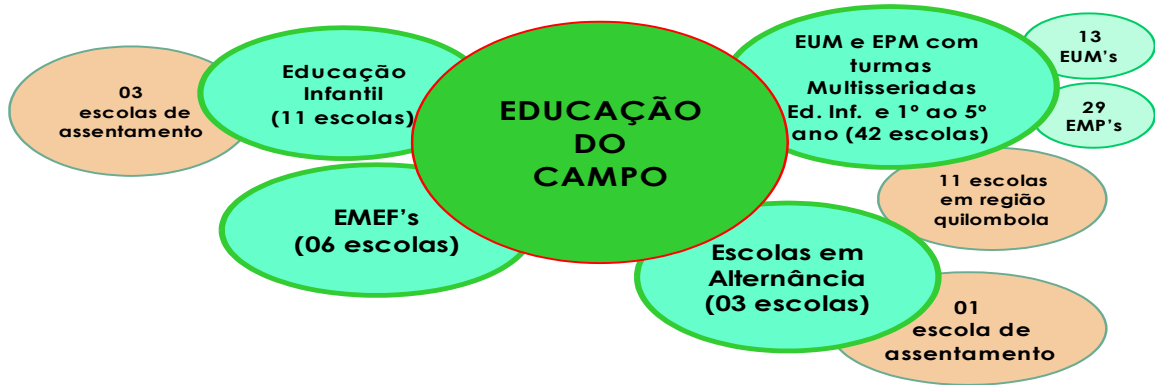 03
escolas de
assentamento
Educação
Infantil
(11 escolas)
EMEF’s
(06 escolas)
EDUCAÇÃO
DO
CAMPO
EUM e EPM com
turmas
Multisseriadas
Ed. Inf. e 1º ao 5º
ano (42 escolas)
13
EUM’s
29
EMP’s
11 escolas
em região
quilombola
Escolas em
Alternância
(03 escolas)
01
escola de
assentamento